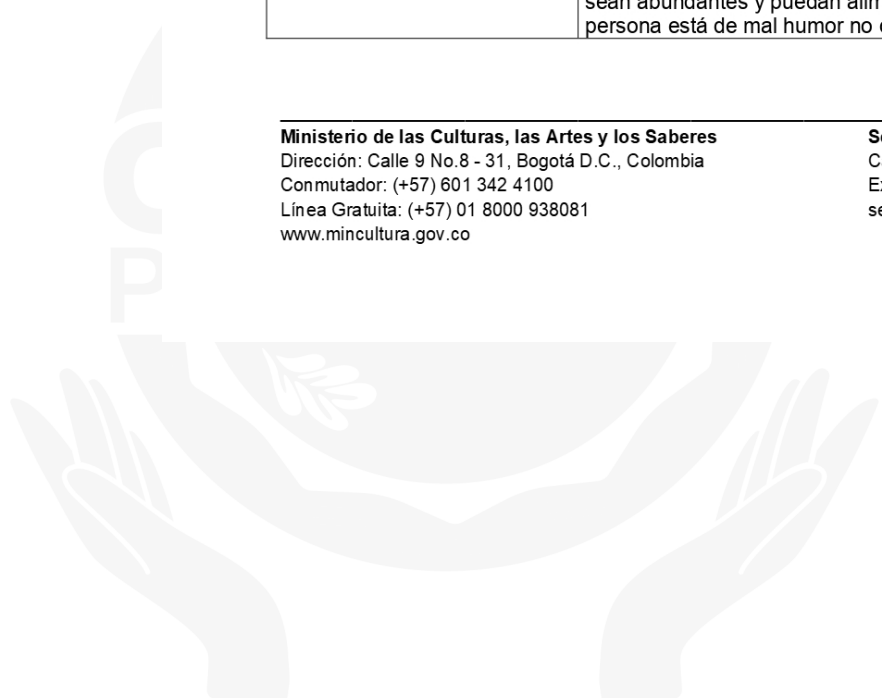 sean abundantes y puedan
persona está de mal humor no
Ministerio de las Culturas, las Artes y los Saberes
Dirección: Calle 9 No.8 - 31, Bogotá D.C., Colombia
Conmutador: (+57) 601 342 4100
Línea Gratuita: (+57) 01 8000 938081
www.mincultura.gov.co